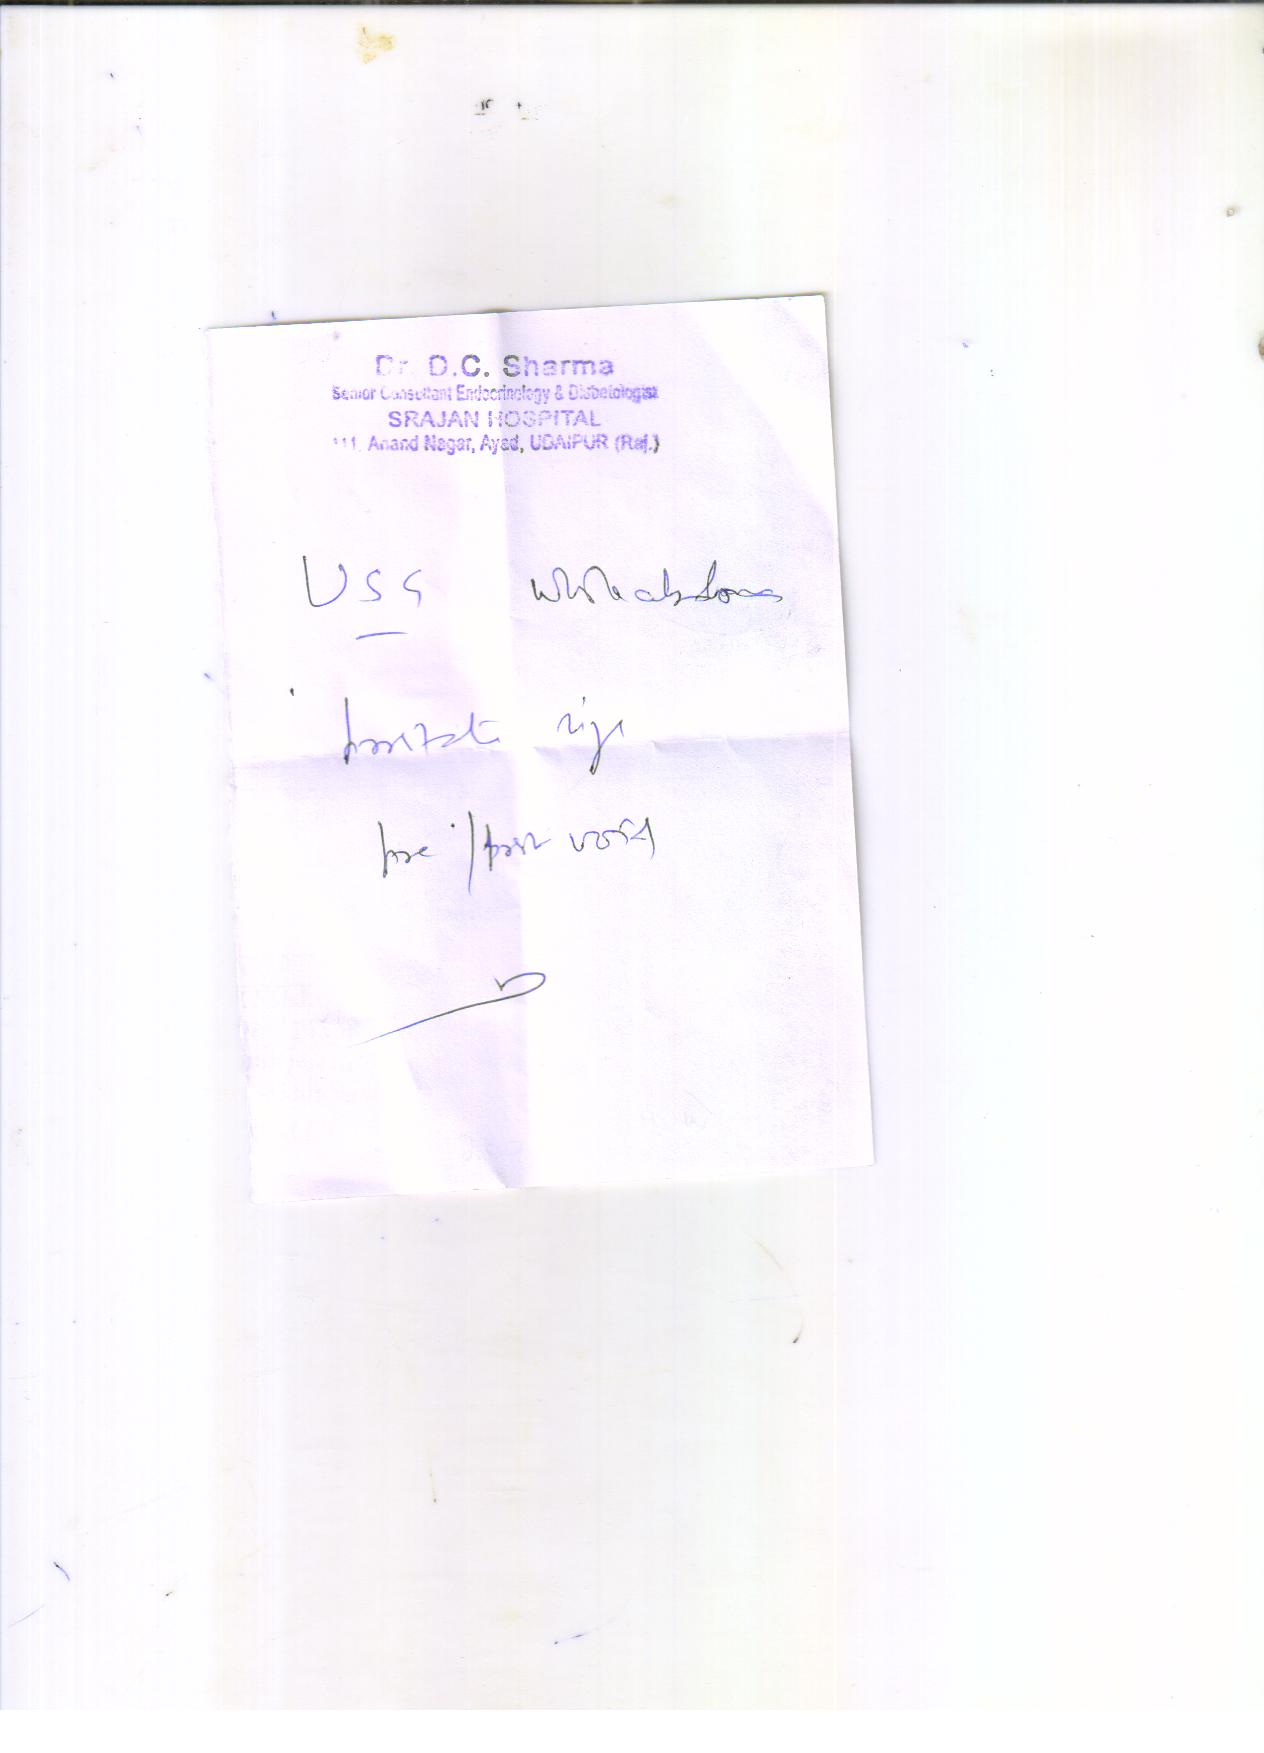 Dr. D.C. Sharma
Senior Consultant Endocrinology & Diabetologist
SRAJAN HOSPITAL
111, Anand Nagar, Ayad, UDAIPUR (Raj.)
USG whole abdomen
prostate size
pre / post void